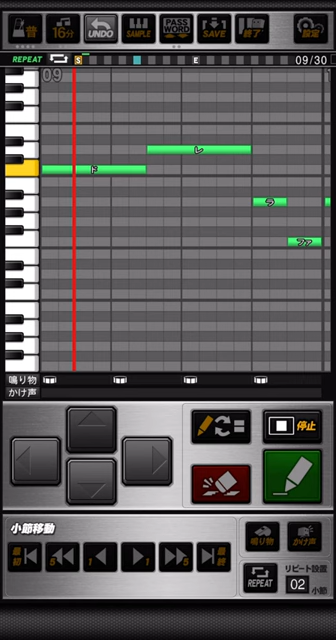 昔 16分 UNDO SAMPLE PASS WORD SAVE 終了 設定
REPEAT S E 09/30
09
レ
ド
ラ
ファ
鳴り物
かけ声
停止
小節移動
最初 5 1 1 5 最終
鳴り物 かけ声
REPEAT リピート設置 02 小節